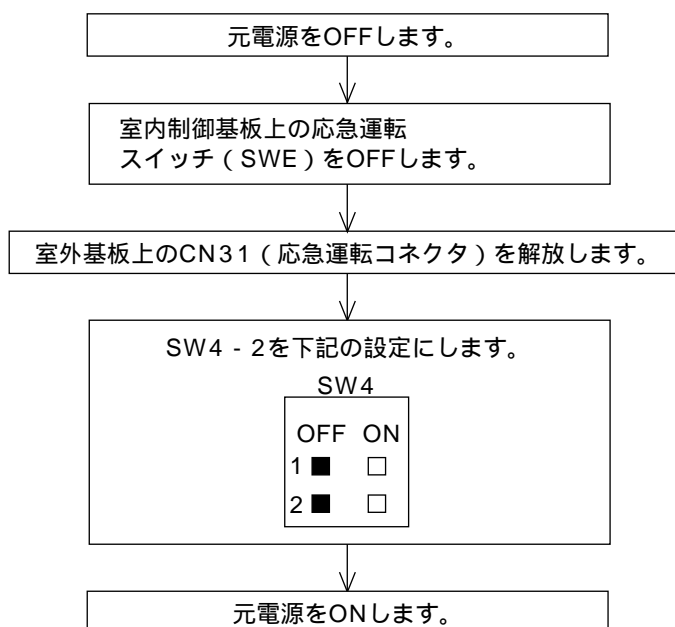 元電源をOFFします。
室内制御基板上の応急運転
スイッチ（SWE）をOFFします。
室外基板上のCN31（応急運転コネクタ）を解放します。
SW4 - 2を下記の設定にします。
SW4
OFF ON
1 ■ □
2 ■ □
元電源をONします。